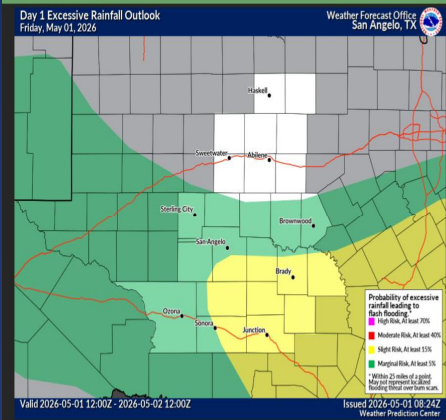 Day 1 Excessive Rainfall Outlook
Friday, May 01, 2026
Weather Forecast Office
San Angelo, TX
Haskell
Sweetwater
Abilene
Sterling City
Brownwood
San Angelo
Brady
Ozona
Sonora
Junction
Probability of excessive
rainfall leading to
flash flooding.*
High Risk, At least 70%
Moderate Risk, At least 40%
Slight Risk, At least 15%
Marginal Risk, At least 5%
* Within 25 miles of a point.
May not represent localized
flooding threat over burn scars.
Valid 2026-05-01 12:00Z - 2026-05-02 12:00Z
Issued 2026-05-01 08:24Z
Weather Prediction Center